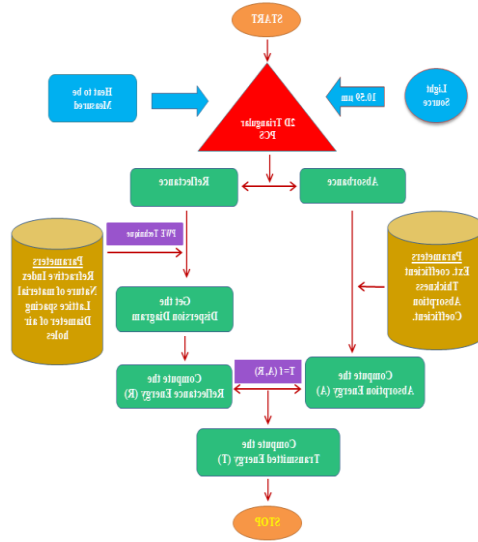 START
Heat to be
Measured
2D Triangular
PCS
10.59 µm
Light
Source
Reflectance
Absorbance
PWE Technique
Parameters
Refractive Index
Nature of material
Lattice spacing
Diameter of air
holes
Parameters
Ext. coefficient
Thickness
Absorption
Coefficient.
Get the
Dispersion Diagram
Compute the
Reflectance Energy (R)
T=f (A, R)
Compute the
Absorption Energy (A)
Compute the
Transmitted Energy (T)
STOP